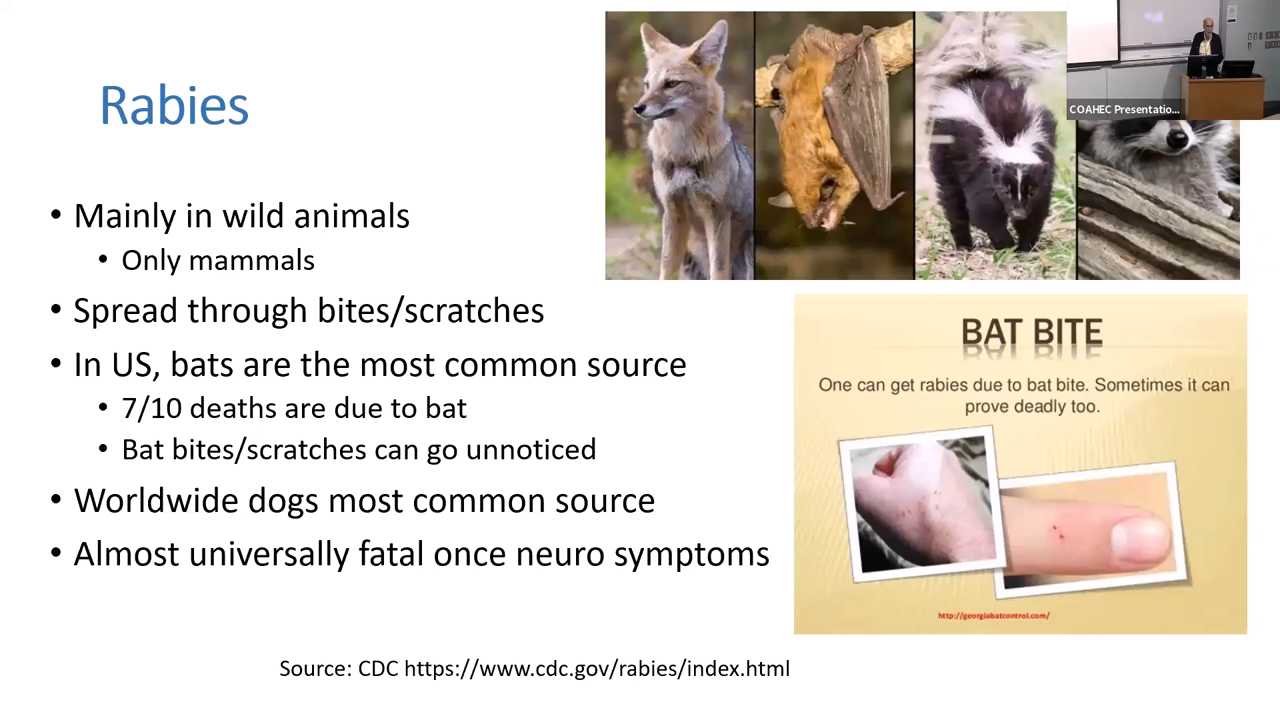 Rabies
• Mainly in wild animals
• Only mammals
• Spread through bites/scratches
• In US, bats are the most common source
• 7/10 deaths are due to bat
• Bat bites/scratches can go unnoticed
• Worldwide dogs most common source
• Almost universally fatal once neuro symptoms
Source: CDC https://www.cdc.gov/rabies/index.html
COAHEC Presentatio...
BAT BITE
One can get rabies due to bat bite. Sometimes it can
prove deadly too.
http://georgiabatcontrol.com/